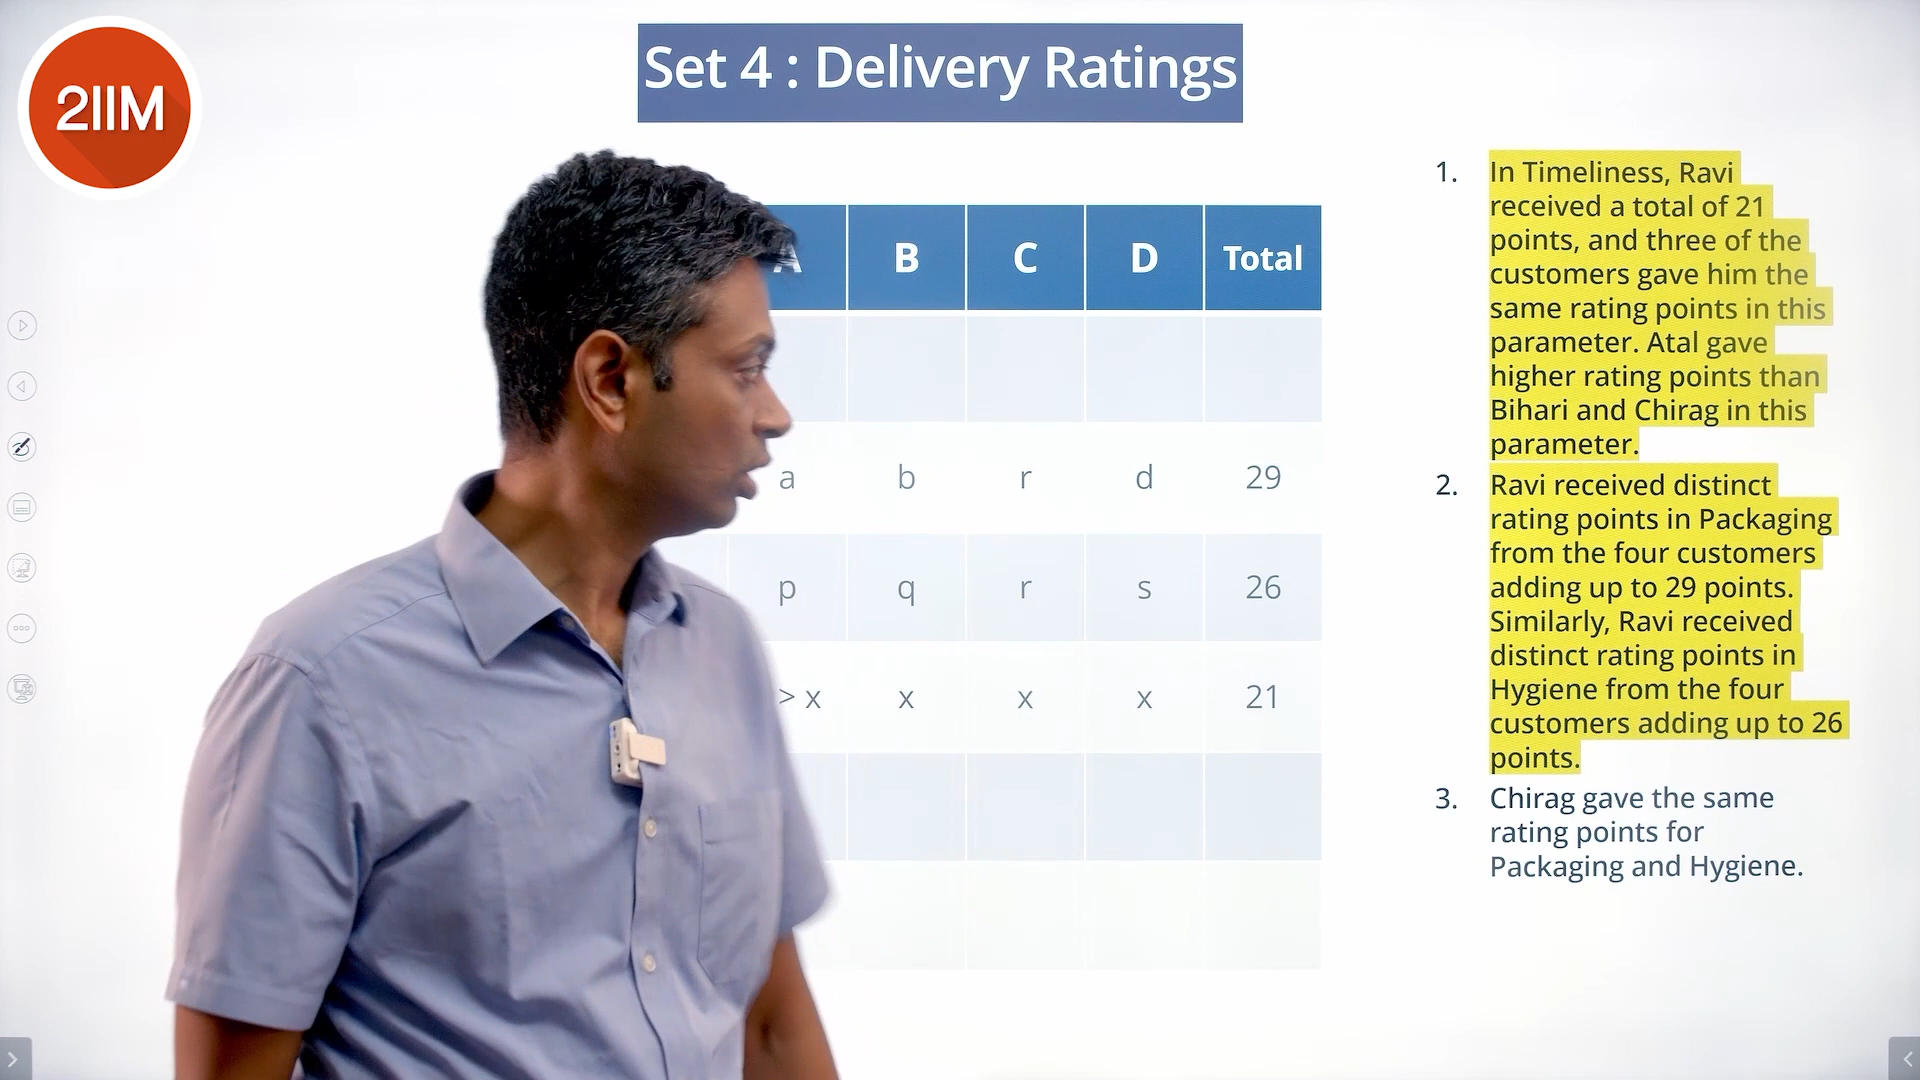 2IIM
Set 4 : Delivery Ratings
A B C D Total
a b r d 29
p q r s 26
> x x x x 21
1. In Timeliness, Ravi
received a total of 21
points, and three of the
customers gave him the
same rating points in this
parameter. Atal gave
higher rating points than
Bihari and Chirag in this
parameter.
2. Ravi received distinct
rating points in Packaging
from the four customers
adding up to 29 points.
Similarly, Ravi received
distinct rating points in
Hygiene from the four
customers adding up to 26
points.
3. Chirag gave the same
rating points for
Packaging and Hygiene.